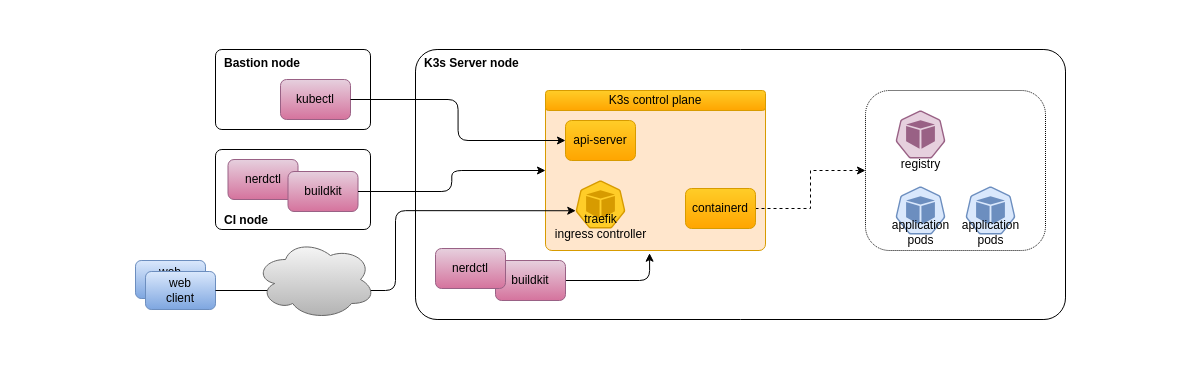 Bastion node
kubectl
nerdctl
buildkit
CI node
web
web
client
K3s Server node
K3s control plane
api-server
traefik
ingress controller
containerd
nerdctl
buildkit
registry
application
pods
application
pods